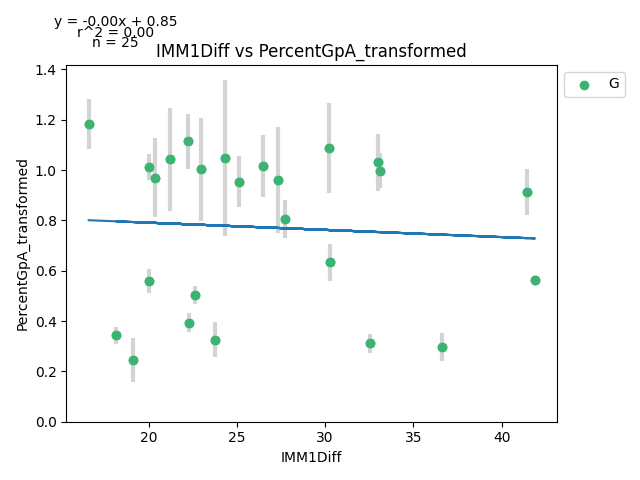 y = -0.00x + 0.85
r^2 = 0.00
n = 25
IMM1Diff vs PercentGpA_transformed
G
PercentGpA_transformed
1.4
1.2
1.0
0.8
0.6
0.4
0.2
0.0
20 25 30 35 40
IMM1Diff